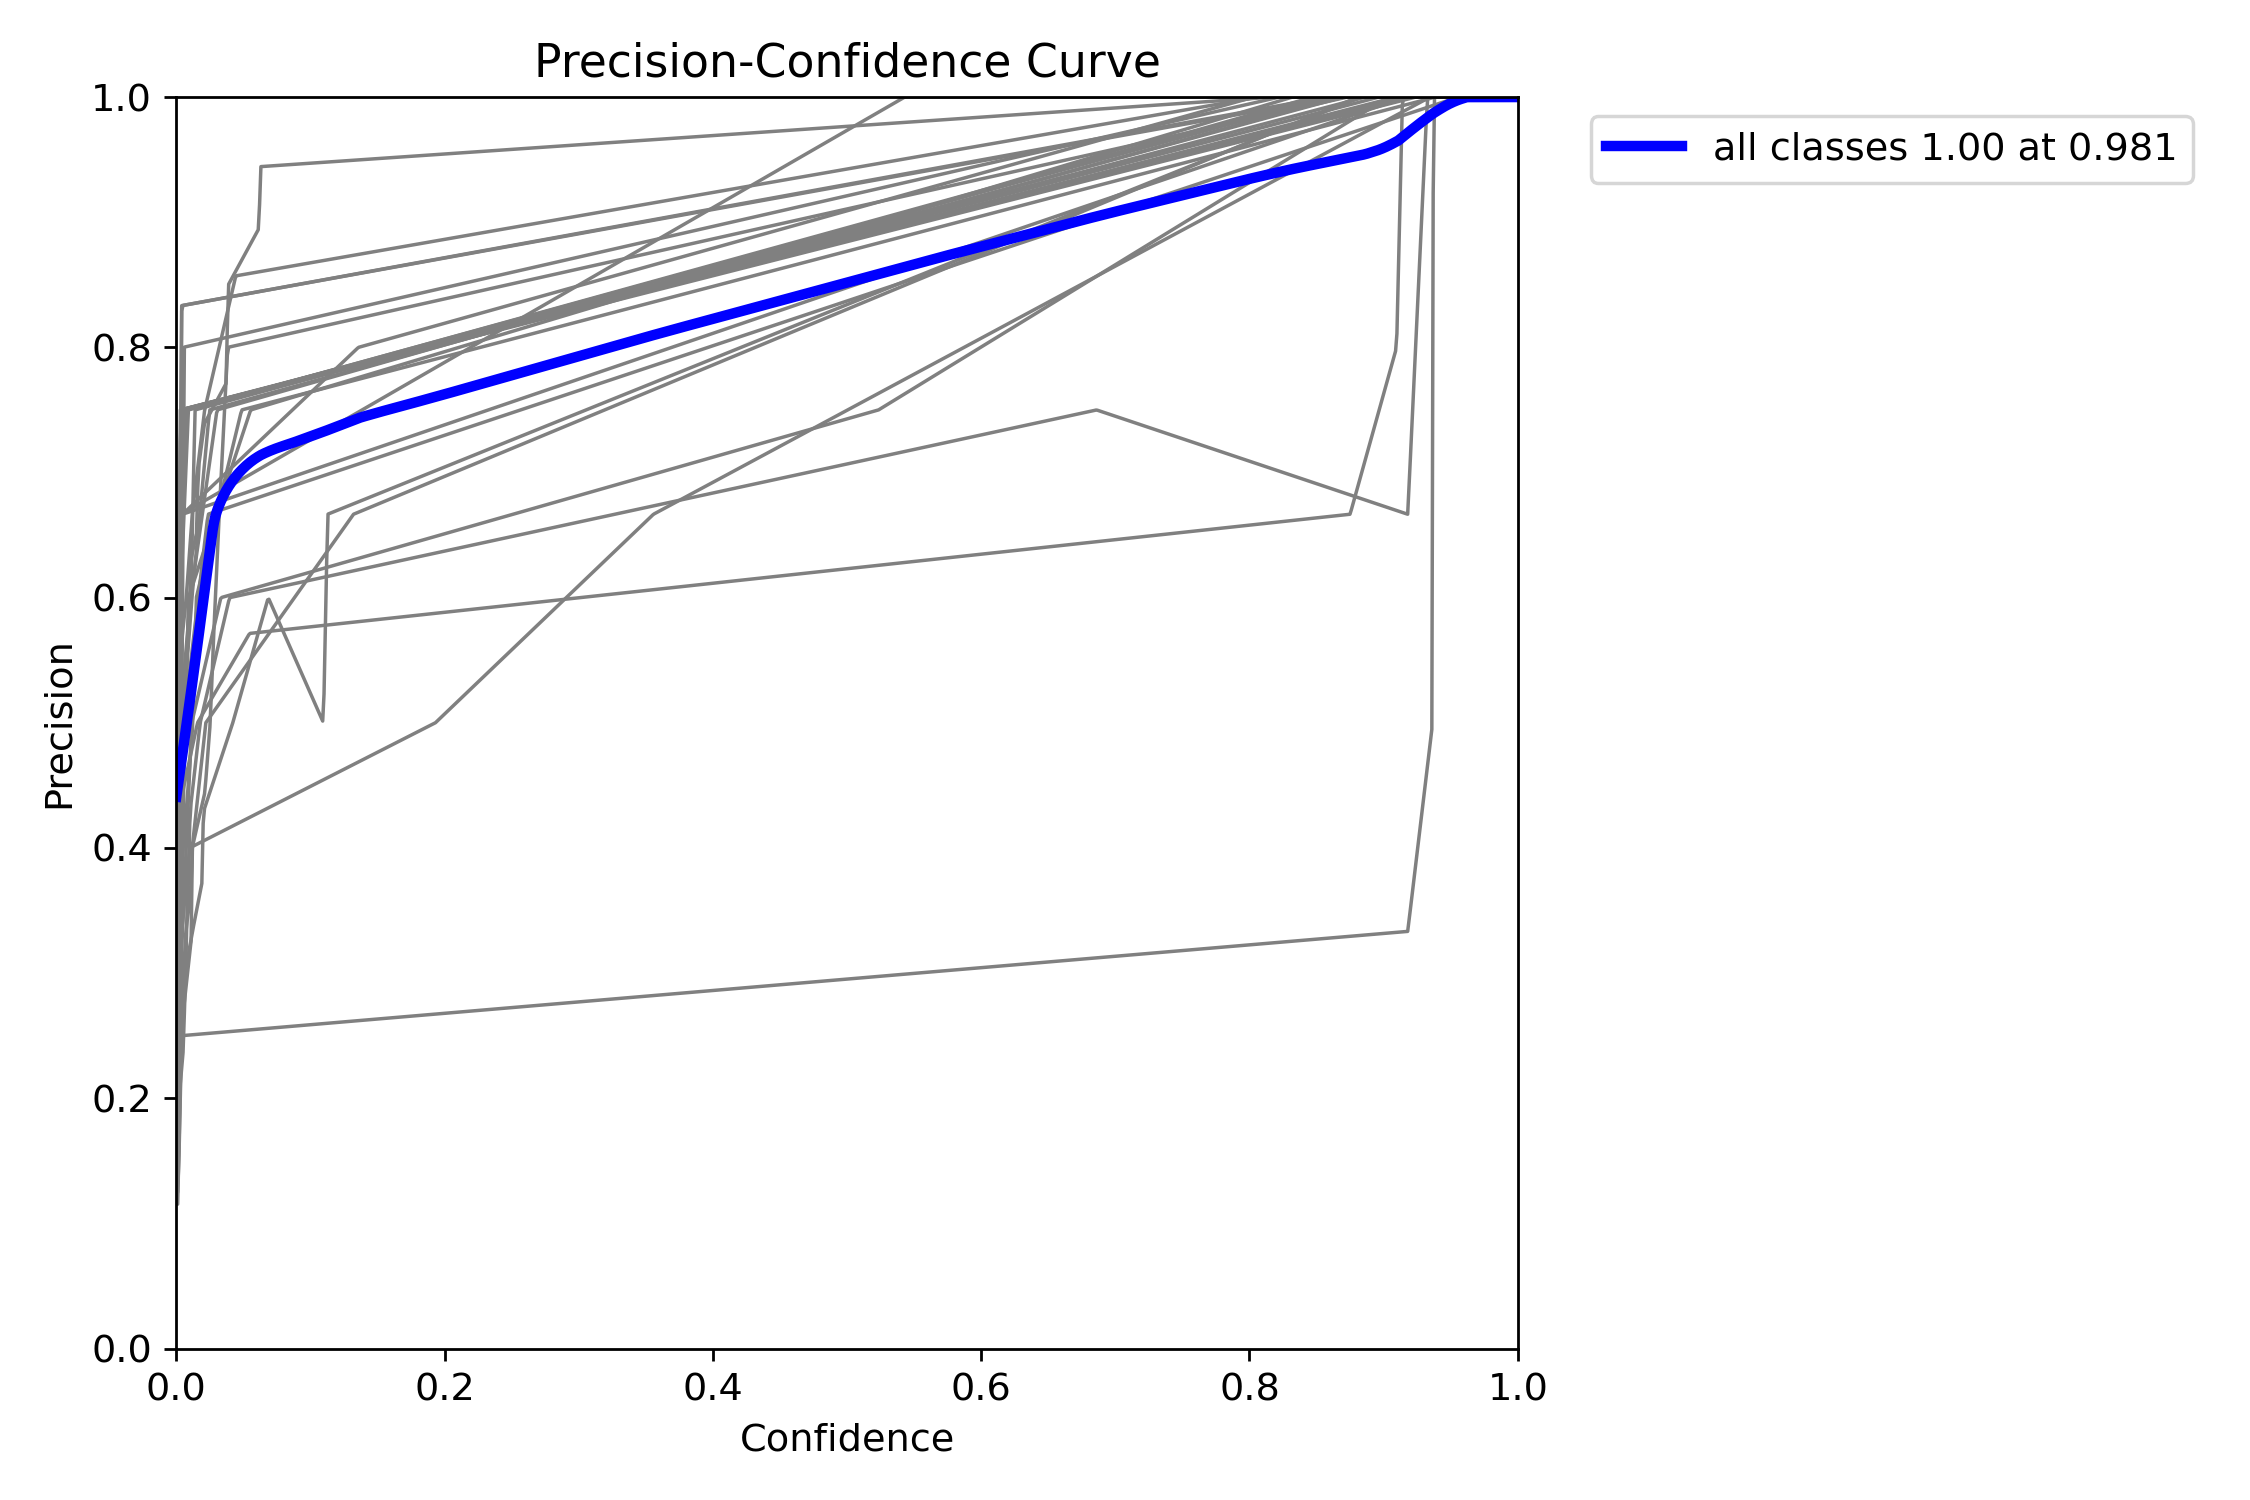 Precision-Confidence Curve
all classes 1.00 at 0.981
Precision
1.0
0.8
0.6
0.4
0.2
0.0
0.0 0.2 0.4 0.6 0.8 1.0
Confidence